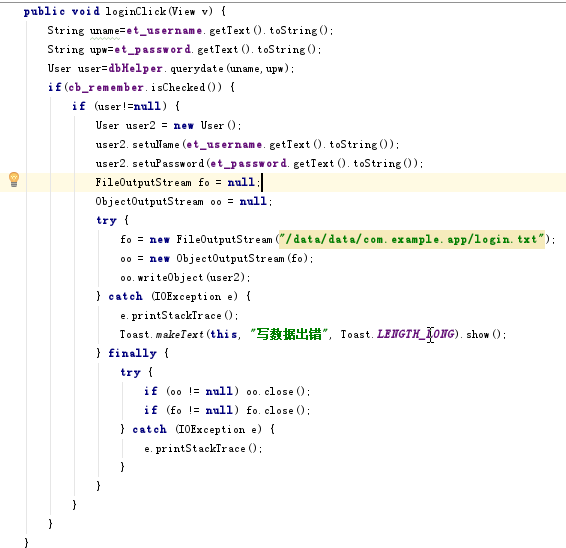 public void loginClick(View v) {
String uname=et_username.getText().toString();
String upw=et_password.getText().toString();
User user=dbHelper.querydate(uname,upw);
if(cb_remember.isChecked()) {
if (user!=null) {
User user2 = new User();
user2.setuName(et_username.getText().toString());
user2.setuPassword(et_password.getText().toString());
FileOutputStream fo = null;
ObjectOutputStream oo = null;
try {
fo = new FileOutputStream("/data/data/com.example.app/login.txt");
oo = new ObjectOutputStream(fo);
oo.writeObject(user2);
} catch (IOException e) {
e.printStackTrace();
Toast.makeText(this, "写数据出错", Toast.LENGTH_LONG).show();
} finally {
try {
if (oo != null) oo.close();
if (fo != null) fo.close();
} catch (IOException e) {
e.printStackTrace();
}
}
}
}
}